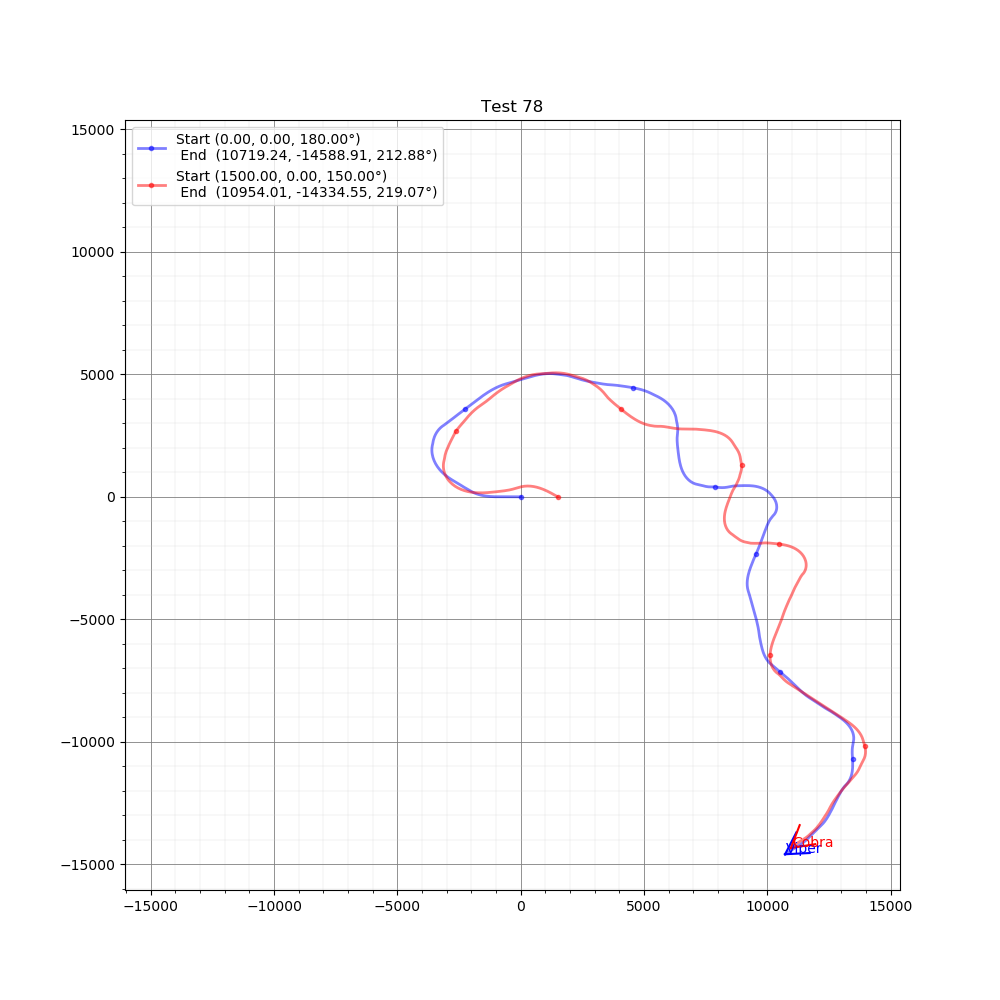 Test 78
Start (0.00, 0.00, 180.00°)
End (10719.24, -14588.91, 212.88°)
Start (1500.00, 0.00, 150.00°)
End (10954.01, -14334.55, 219.07°)
15000
10000
5000
0
−5000
−10000
−15000
Cobra
Viper
−15000 −10000 −5000 0 5000 10000 15000